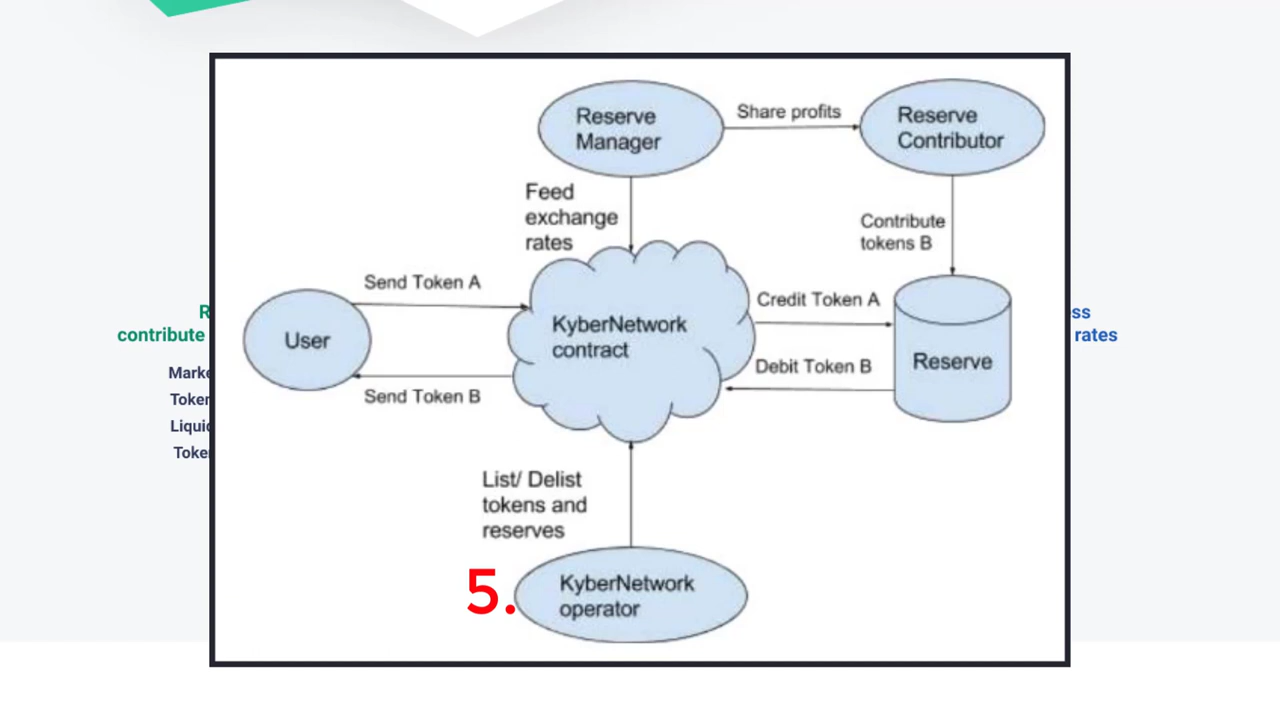 Reserve
Manager
Share profits
Reserve
Contributor
Feed
exchange
rates
Contribute
tokens B
Send Token A
Credit Token A
KyberNetwork
contract
User
Reserve
Debit Token B
Send Token B
List/ Delist
tokens and
reserves
5.
KyberNetwork
operator
contribute
rates